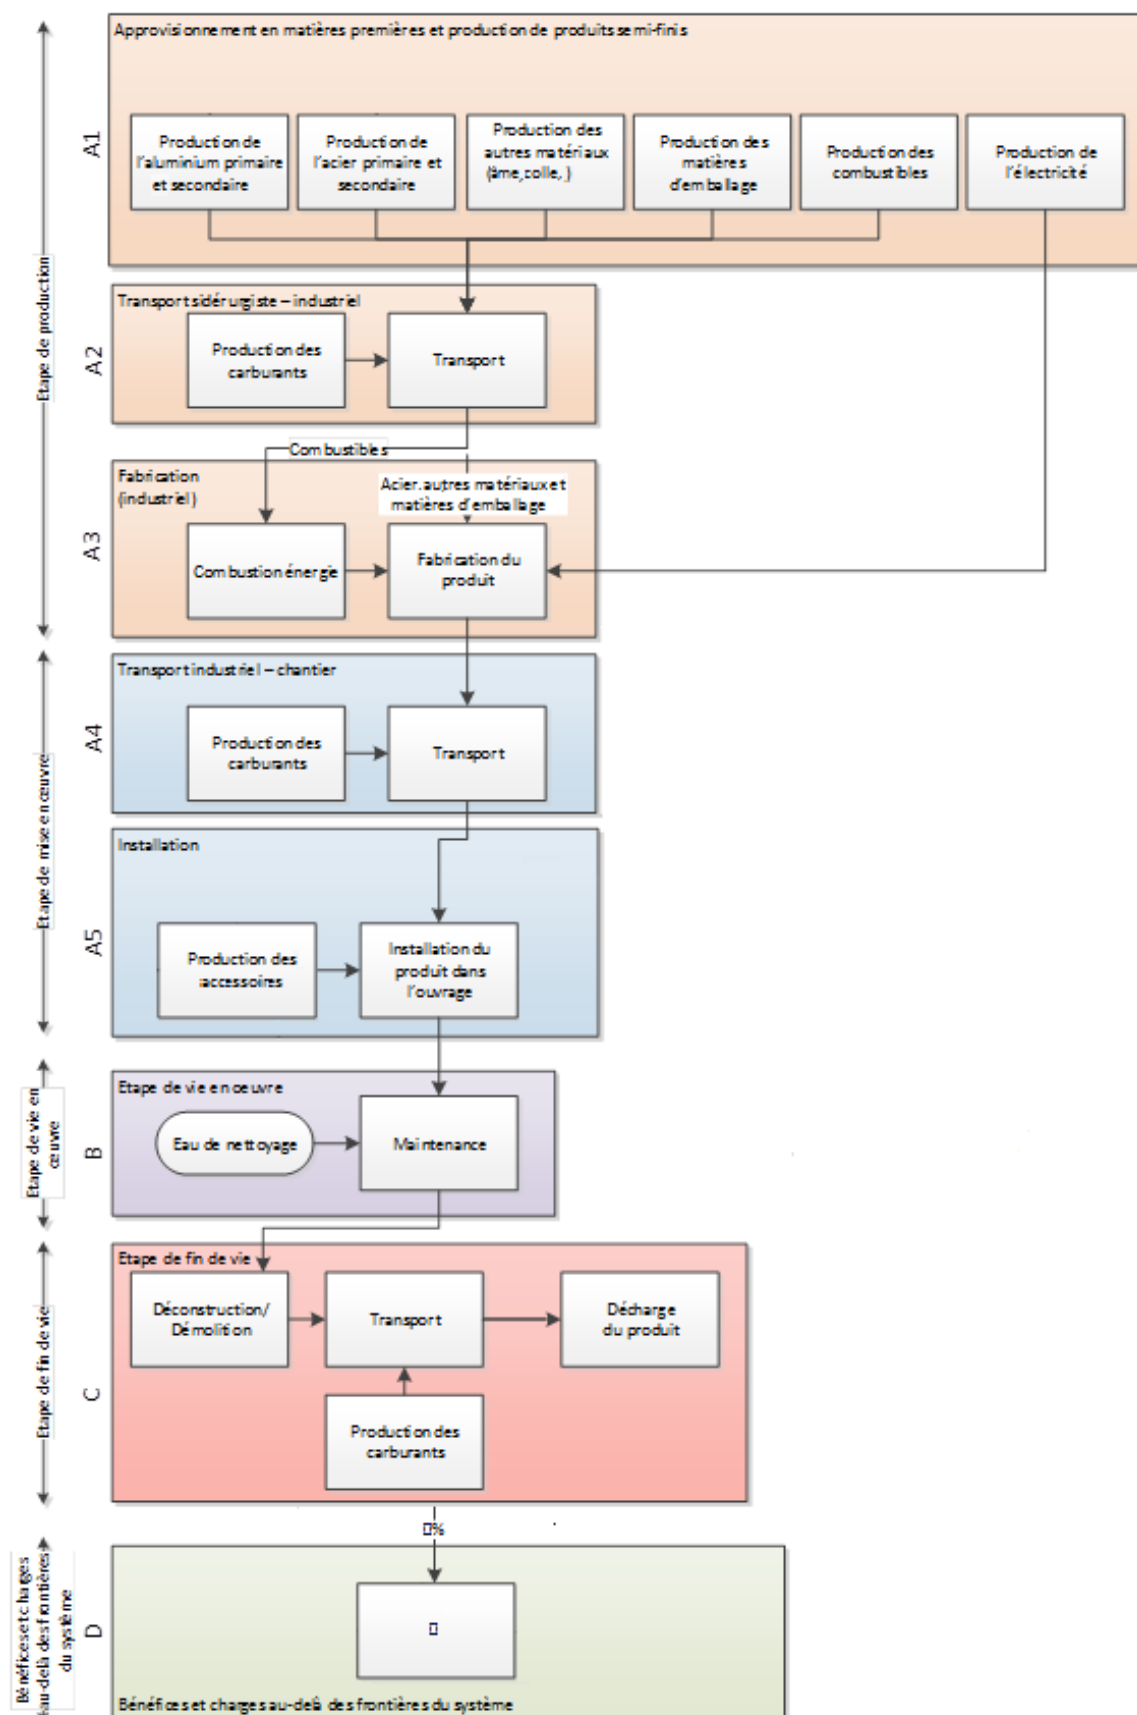 Approvisionnement en matières premières et production de produits semi-finis
A1
Production de
l'aluminium primaire
et secondaire
Production de
l'acier primaire et
secondaire
Production des
autres matériaux
(âme,colle, )
Production des
matières
d'emballage
Production des
combustibles
Production de
l'électricité
Etape de production
Transport sidérurgiste – industriel
A2
Production des
carburants
Transport
Combustibles
Fabrication
(industriel)
Acier. autres matériaux et
matières d'emballage
A3
Combustion énergie
Fabrication du
produit
Transport industriel – chantier
A4
Production des
carburants
Transport
Etape de mise en œuvre
Installation
A5
Production des
accessoires
Installation du
produit dans
l'ouvrage
Etape de vie en oeuvre
Etape de vie en
œuvre
B
Eau de nettoyage
Maintenance
Etape de fin de vie
Etape de fin de vie
C
Déconstruction/
Démolition
Transport
Décharge
du produit
Production des
carburants
%
Bénéfices et charges
au-delà des frontières
du système
D
Bénéfices et charges au-delà des frontières du système